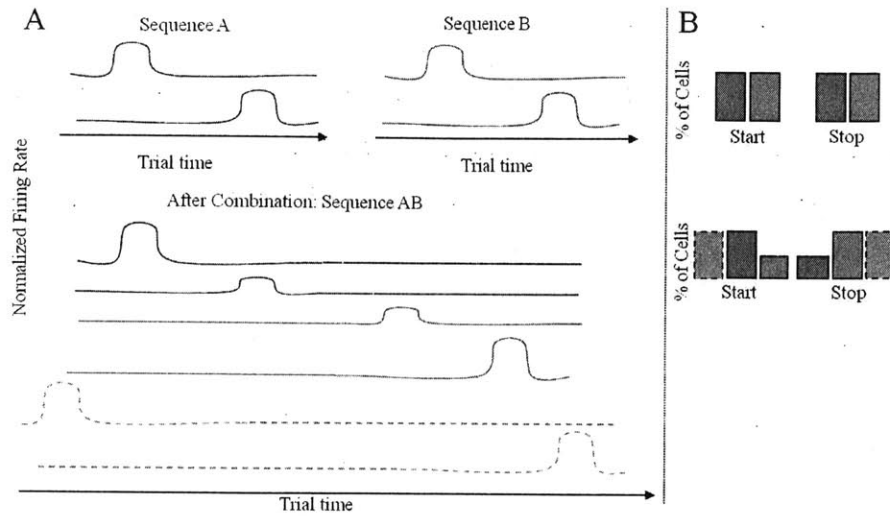 A
Sequence A
Sequence B
Trial time
Trial time
After Combination: Sequence AB
Normalized Firing Rate
Trial time
B
% of Cells
Start
Stop
% of Cells
Start
Stop